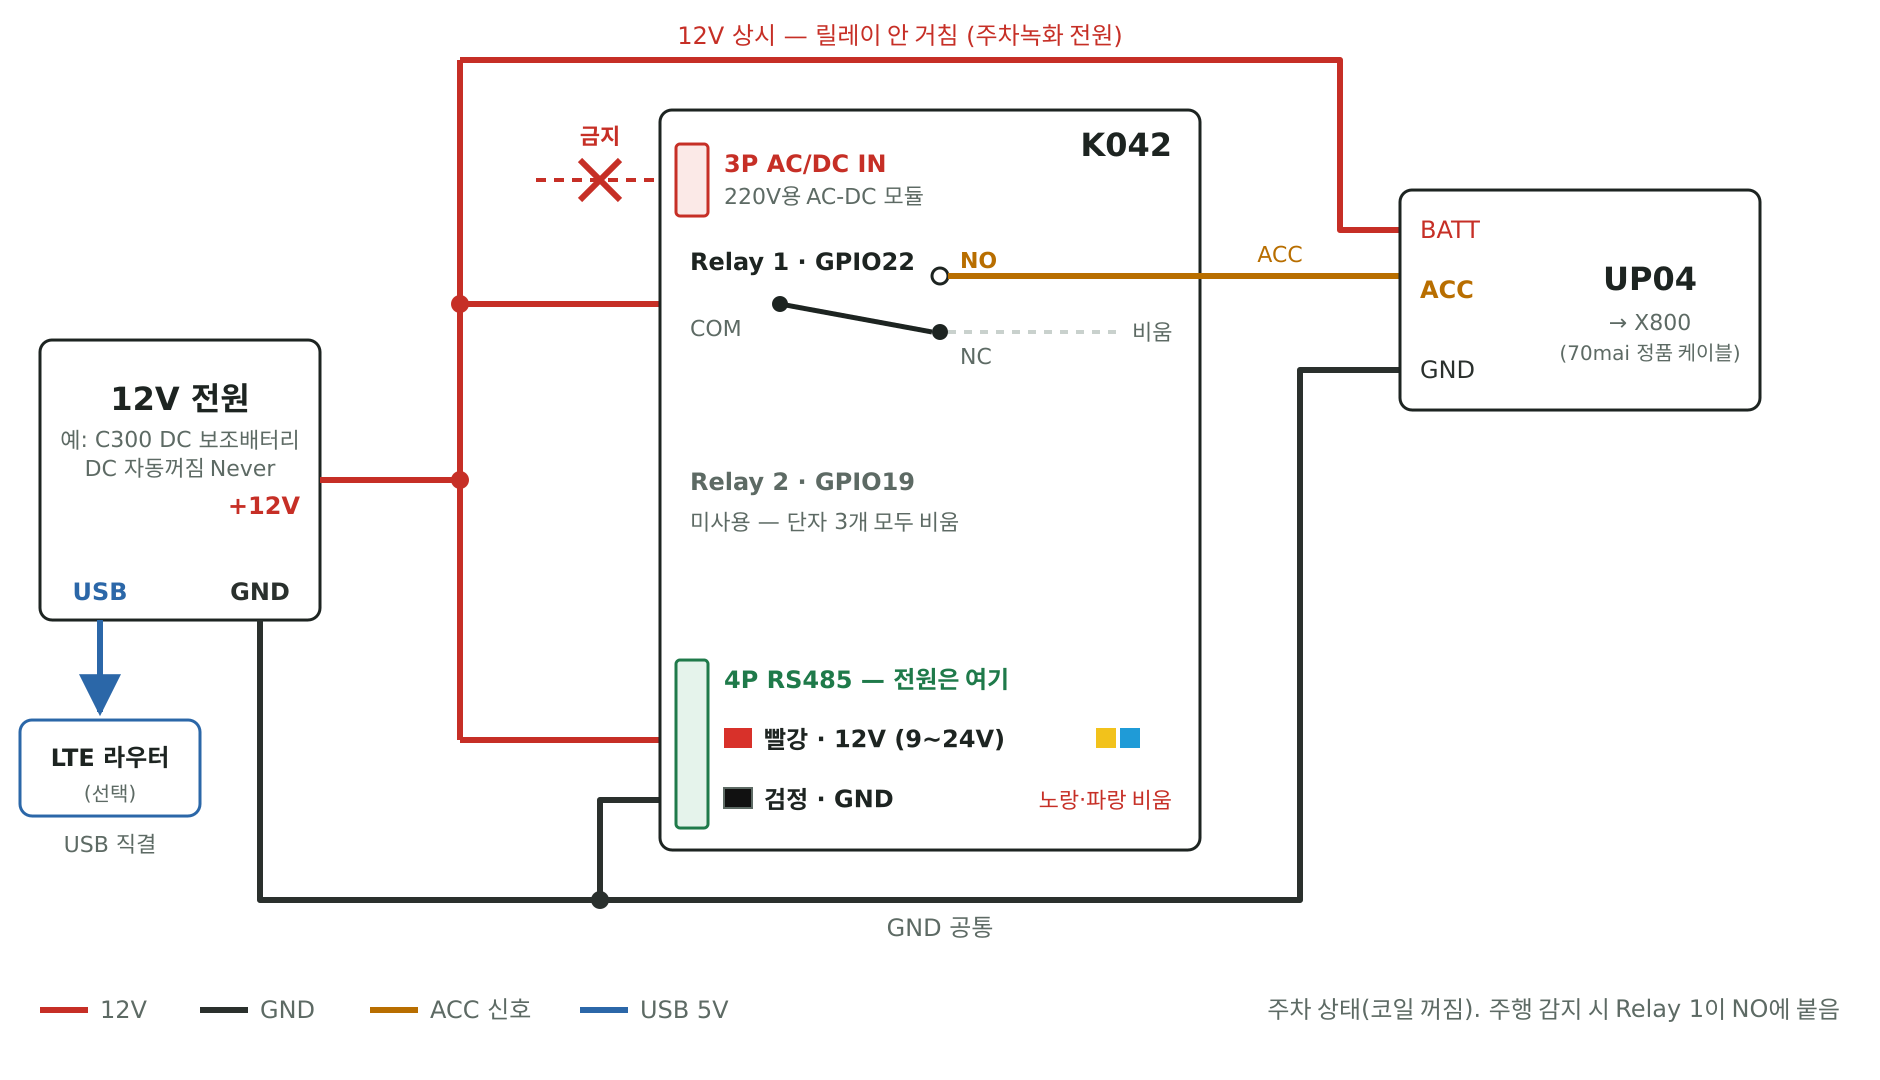 12V 상시 — 릴레이 안 거침 (주차녹화 전원)
금지
K042
3P AC/DC IN
220V용 AC-DC 모듈
Relay 1 · GPIO22
NO
ACC
COM
NC
비움
BATT
ACC
GND
UP04
→ X800
(70mai 정품 케이블)
12V 전원
예: C300 DC 보조배터리
DC 자동꺼짐 Never
+12V
USB
GND
Relay 2 · GPIO19
미사용 — 단자 3개 모두 비움
4P RS485 — 전원은 여기
빨강 · 12V (9~24V)
검정 · GND
노랑·파랑 비움
LTE 라우터
(선택)
USB 직결
GND 공통
12V
GND
ACC 신호
USB 5V
주차 상태(코일 꺼짐). 주행 감지 시 Relay 1이 NO에 붙음